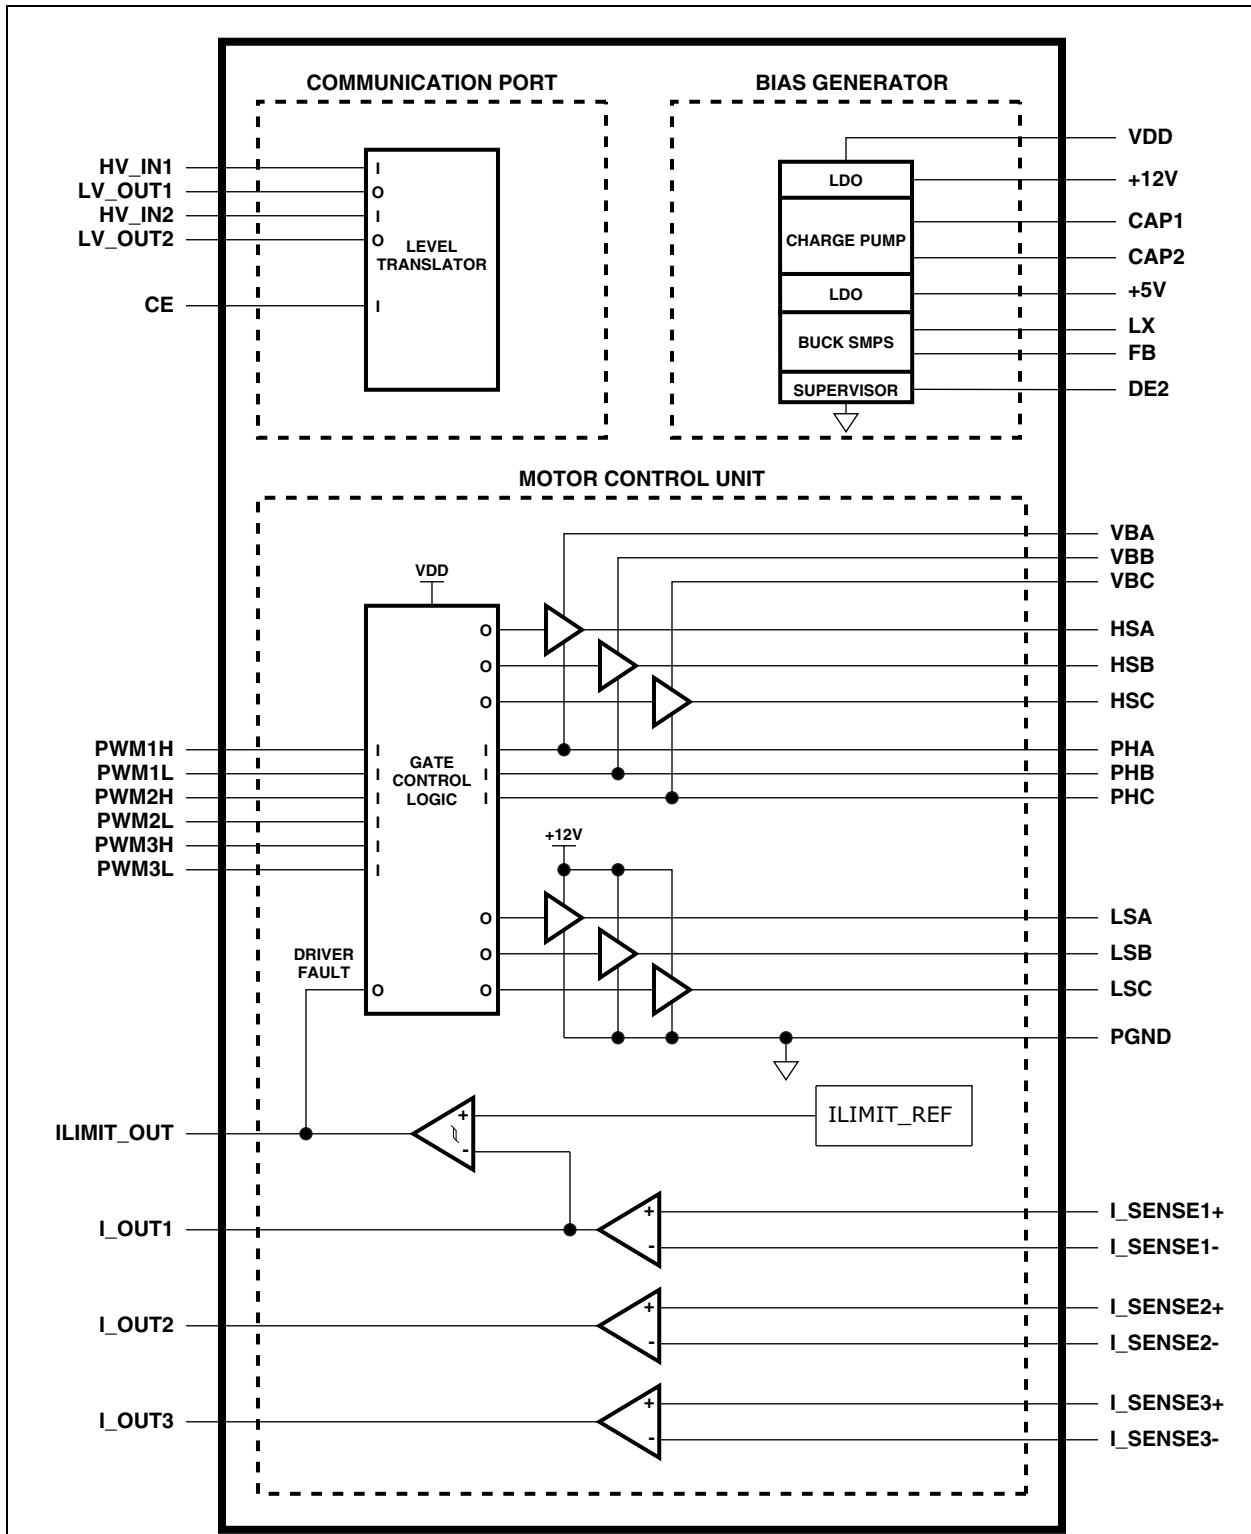 COMMUNICATION PORT
BIAS GENERATOR
HV_IN1
LV_OUT1
HV_IN2
LV_OUT2
CE
I
O
I
O
I
LEVEL
TRANSLATOR
LDO
CHARGE PUMP
LDO
BUCK SMPS
SUPERVISOR
VDD
+12V
CAP1
CAP2
+5V
LX
FB
DE2
MOTOR CONTROL UNIT
VDD
PWM1H
PWM1L
PWM2H
PWM2L
PWM3H
PWM3L
I
I
I
I
I
I
GATE
CONTROL
LOGIC
O
O
O
I
I
I
O
O
O
DRIVER
FAULT
O
+12V
VBA
VBB
VBC
HSA
HSB
HSC
PHA
PHB
PHC
LSA
LSB
LSC
PGND
ILIMIT_OUT
+
-
ILIMIT_REF
I_OUT1
+
-
I_SENSE1+
I_SENSE1-
I_OUT2
+
-
I_SENSE2+
I_SENSE2-
I_OUT3
+
-
I_SENSE3+
I_SENSE3-